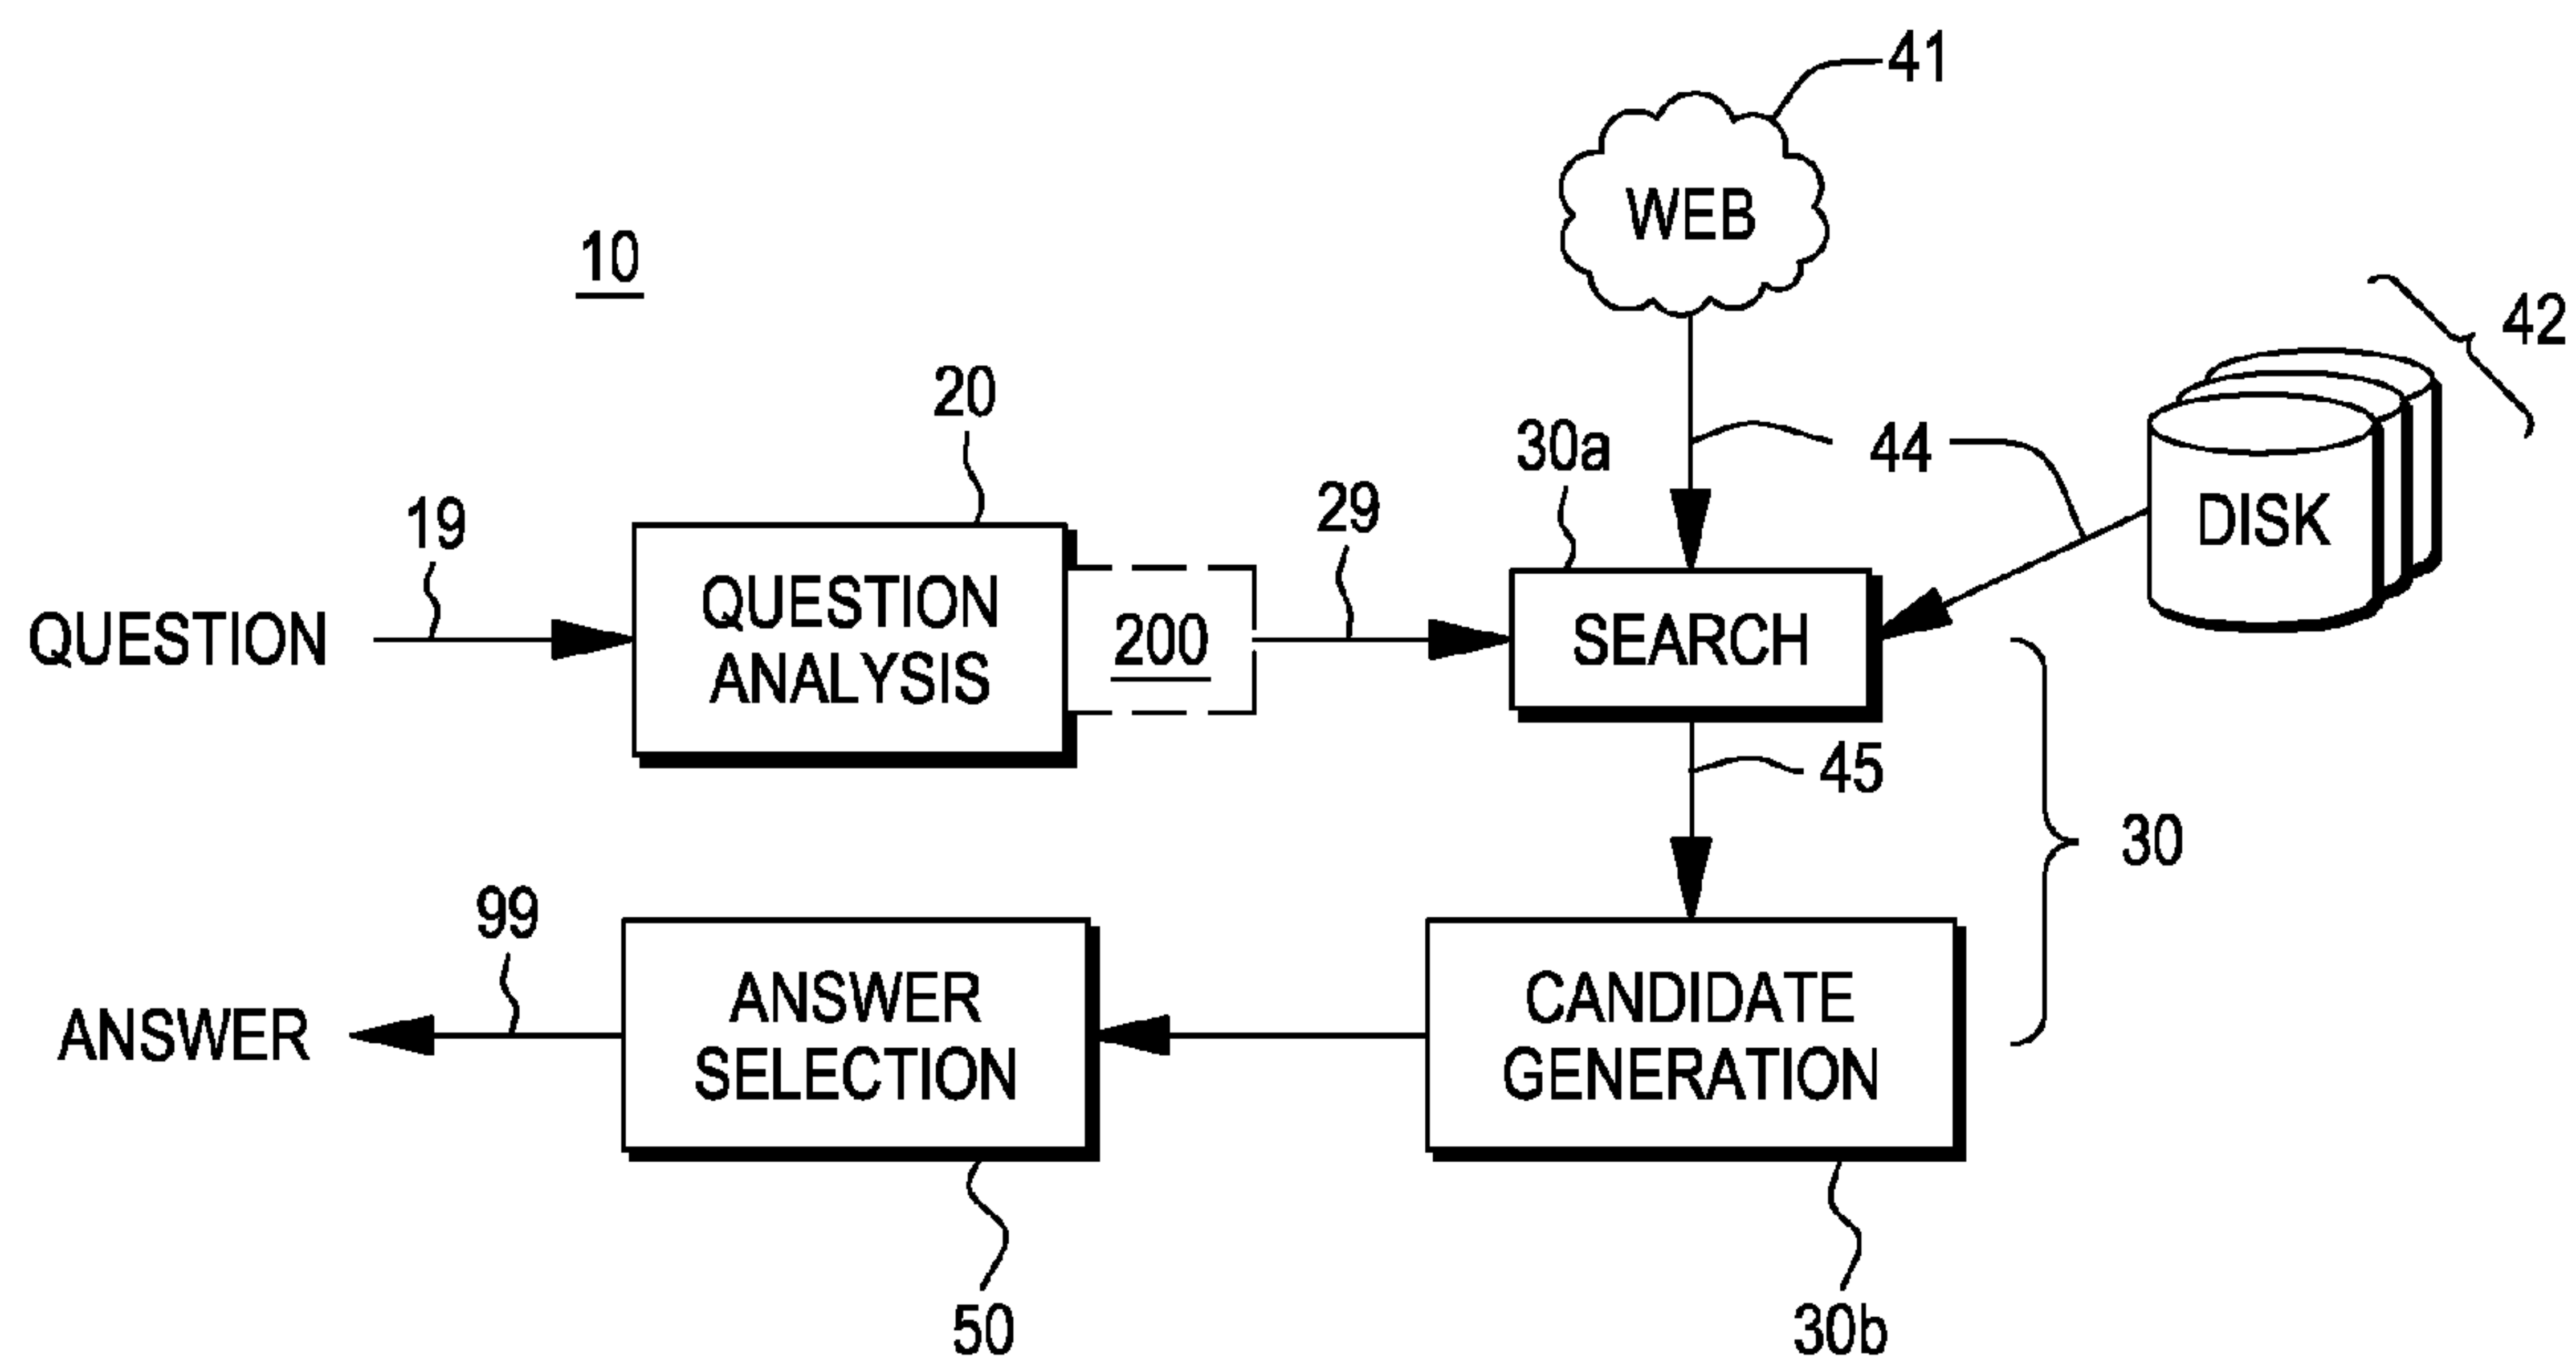 41
WEB
10
42
20
30a
44
DISK
19
29
QUESTION
QUESTION
ANALYSIS
200
SEARCH
45
30
99
ANSWER
ANSWER
SELECTION
CANDIDATE
GENERATION
50
30b